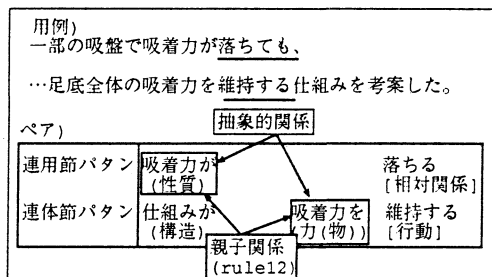 用例)
一部の吸盤で吸着力が落ちても、
…足底全体の吸着力を維持する仕組みを考案した。
抽象的関係
ペア)
連用節パタン 吸着力が 落ちる
(性質) [相対関係]
連体節パタン 仕組みが 吸着力を 維持する
(構造) 力(物)) [行動]
親子関係
(rule12)